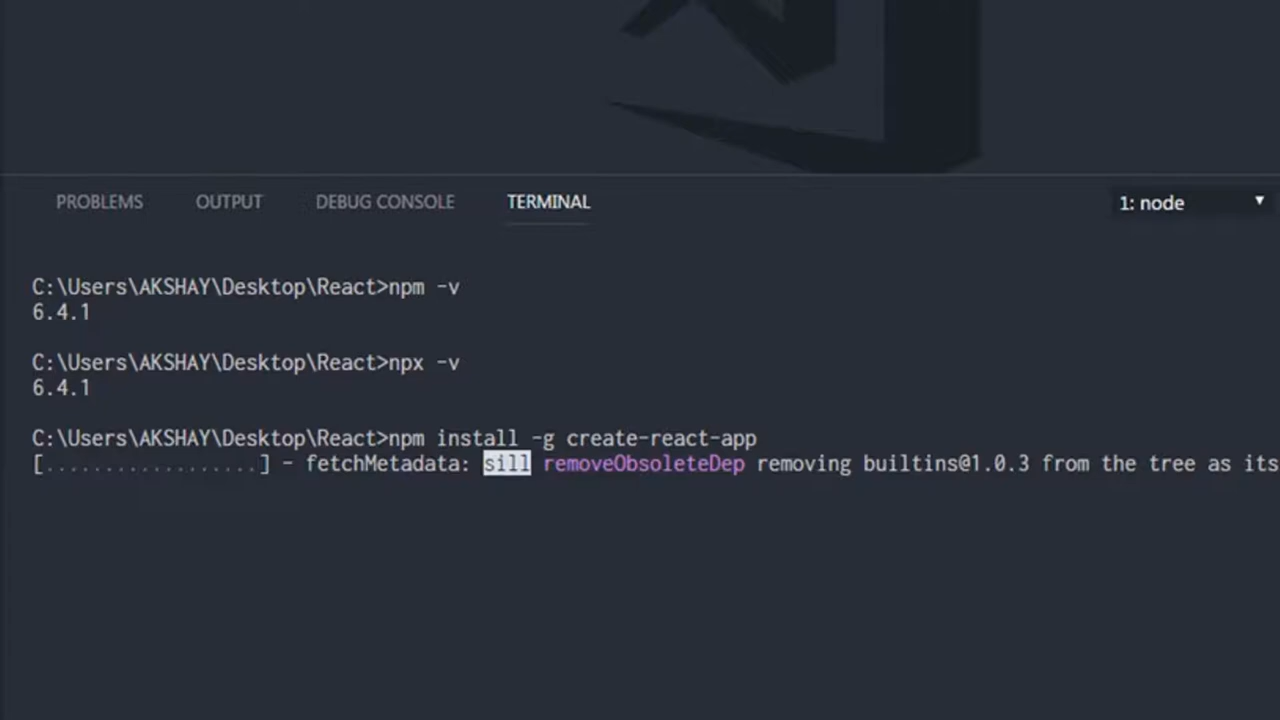 PROBLEMS OUTPUT DEBUG CONSOLE TERMINAL 1: node
C:\Users\AKSHAY\Desktop\React>npm -v
6.4.1
C:\Users\AKSHAY\Desktop\React>npx -v
6.4.1
C:\Users\AKSHAY\Desktop\React>npm install -g create-react-app
[..................] - fetchMetadata: sill removeObsoleteDep removing builtins@1.0.3 from the tree as its